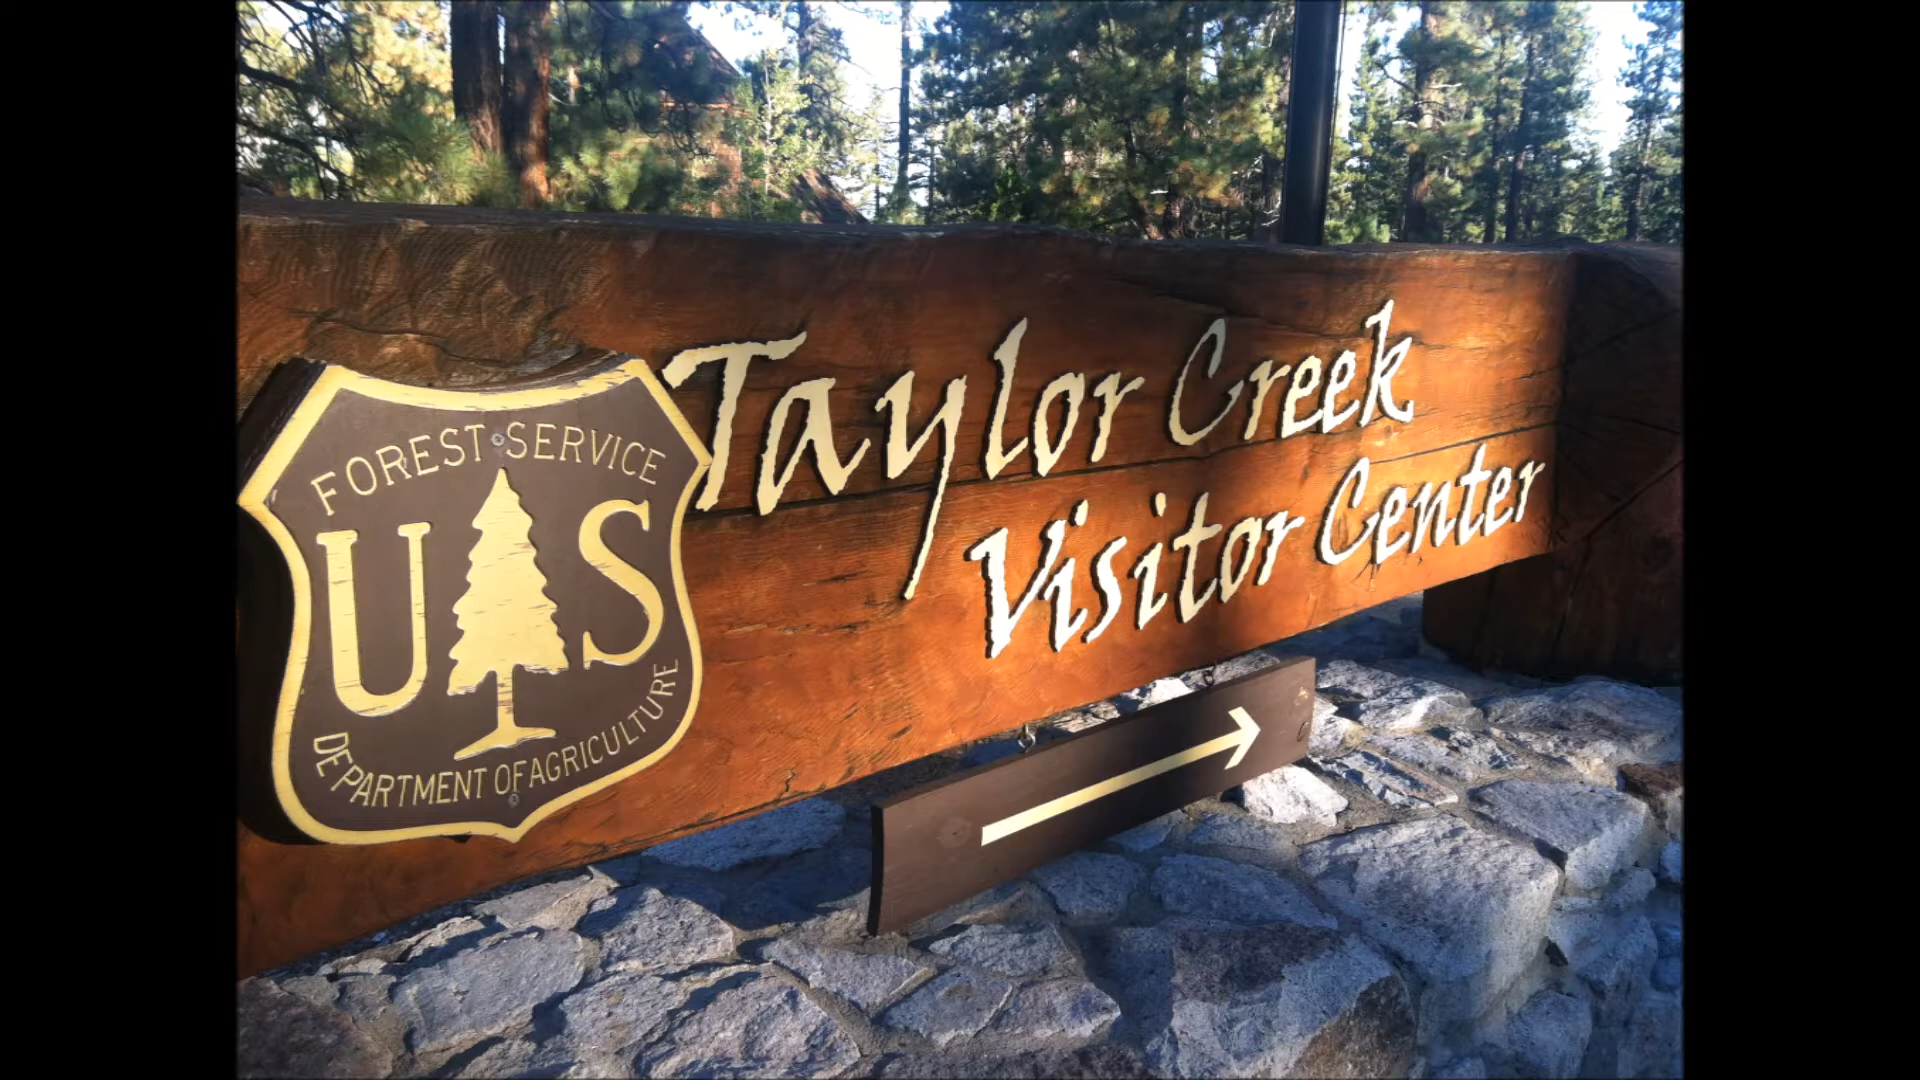 FOREST SERVICE
U S
DEPARTMENT OF AGRICULTURE
Taylor Creek
Visitor Center